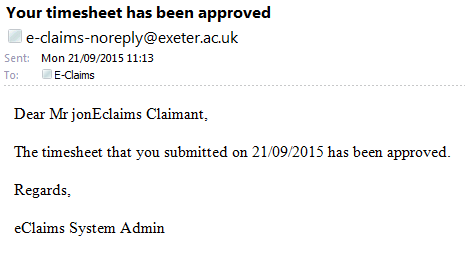 Your timesheet has been approved
e-claims-noreply@exeter.ac.uk
Sent: Mon 21/09/2015 11:13
To: E-Claims
Dear Mr jonEclaims Claimant,
The timesheet that you submitted on 21/09/2015 has been approved.
Regards,
eClaims System Admin